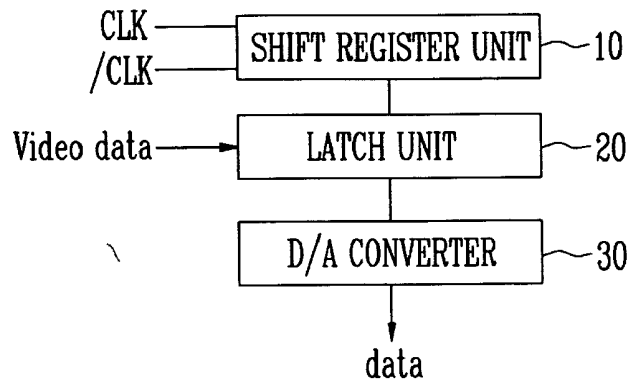 CLK
/CLK
SHIFT REGISTER UNIT
10
Video data
LATCH UNIT
20
D/A CONVERTER
30
data